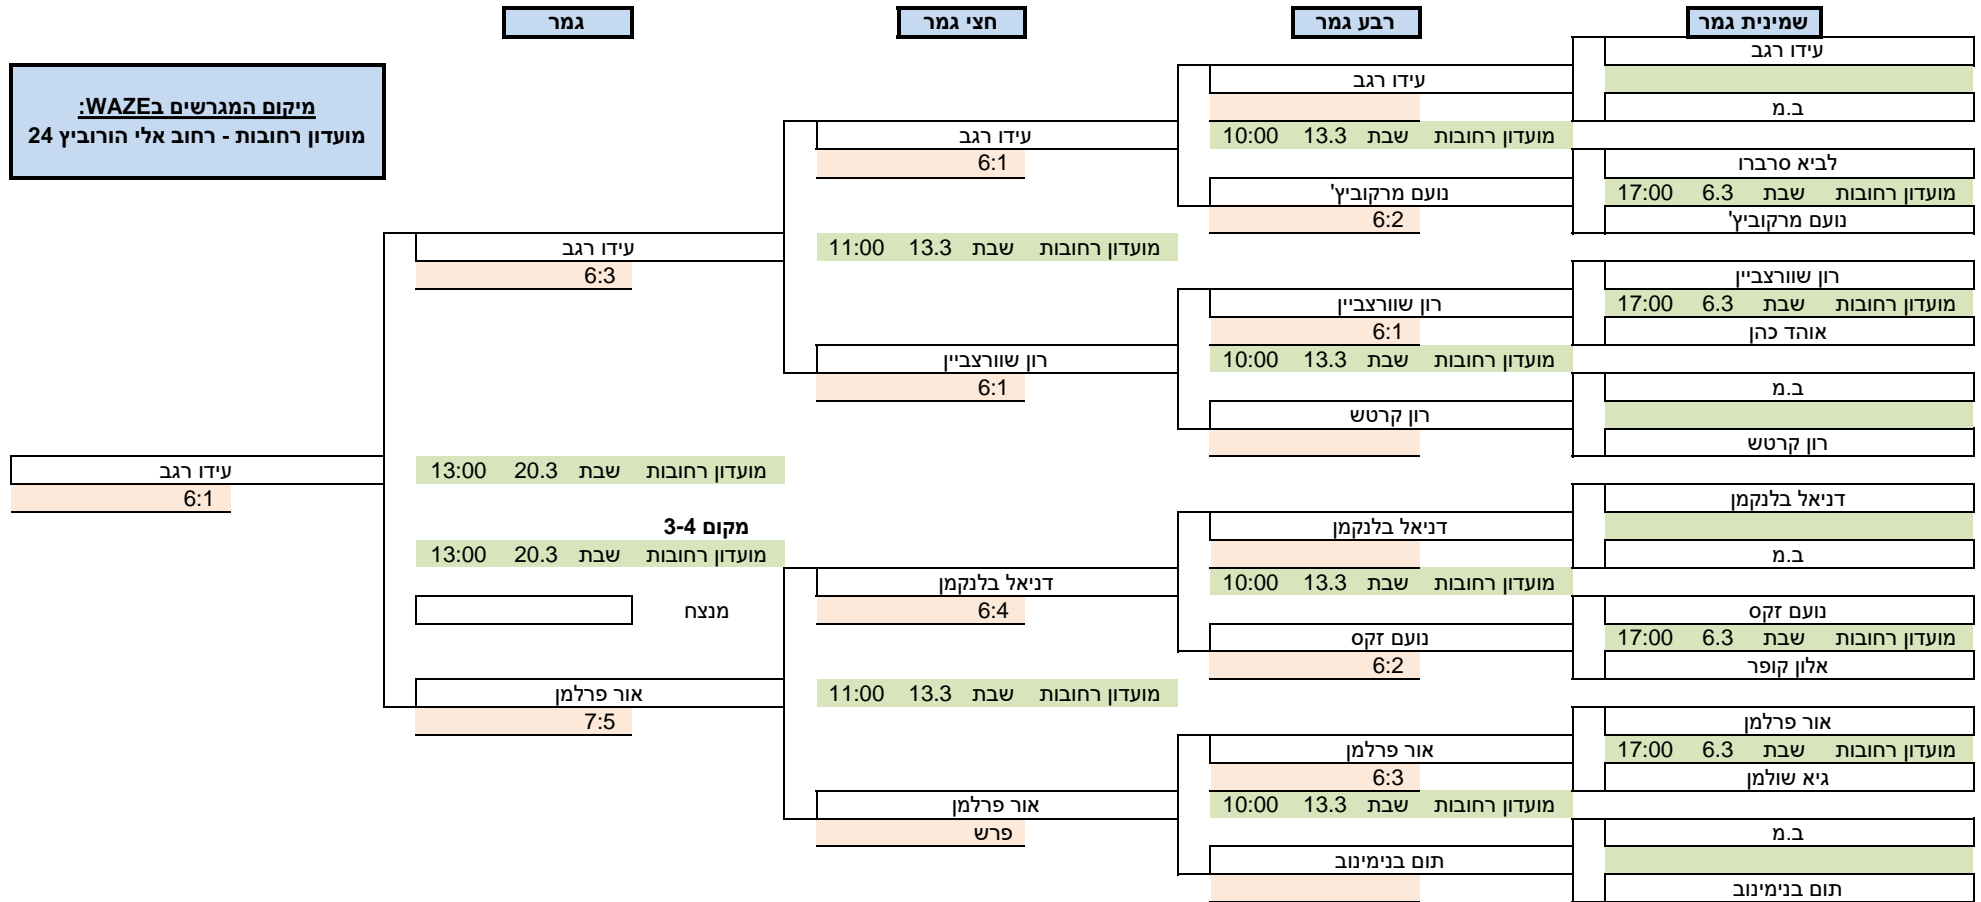 שמינית גמר
רבע גמר
חצי גמר
גמר
מיקום המגרשים בWAZE:
מועדון רחובות - רחוב אלי הורוביץ 24
עידו רגב
ב.מ
לביא סרברו
מועדון רחובות שבת 6.3 17:00
נועם מרקוביץ'
רון שוורצביין
מועדון רחובות שבת 6.3 17:00
אוהד כהן
ב.מ
רון קרטש
דניאל בלנקמן
ב.מ
נועם זקס
מועדון רחובות שבת 6.3 17:00
אלון קופר
אור פרלמן
מועדון רחובות שבת 6.3 17:00
גיא שולמן
ב.מ
תום בנימינוב
עידו רגב
מועדון רחובות שבת 13.3 10:00
נועם מרקוביץ'
6:2
רון שוורצביין
6:1
מועדון רחובות שבת 13.3 10:00
רון קרטש
דניאל בלנקמן
מועדון רחובות שבת 13.3 10:00
נועם זקס
6:2
אור פרלמן
6:3
מועדון רחובות שבת 13.3 10:00
תום בנימינוב
עידו רגב
6:1
מועדון רחובות שבת 13.3 11:00
רון שוורצביין
6:1
דניאל בלנקמן
6:4
מועדון רחובות שבת 13.3 11:00
אור פרלמן
פרש
עידו רגב
6:3
מועדון רחובות שבת 20.3 13:00
מקום 3-4
מועדון רחובות שבת 20.3 13:00
מנצח
אור פרלמן
7:5
עידו רגב
6:1